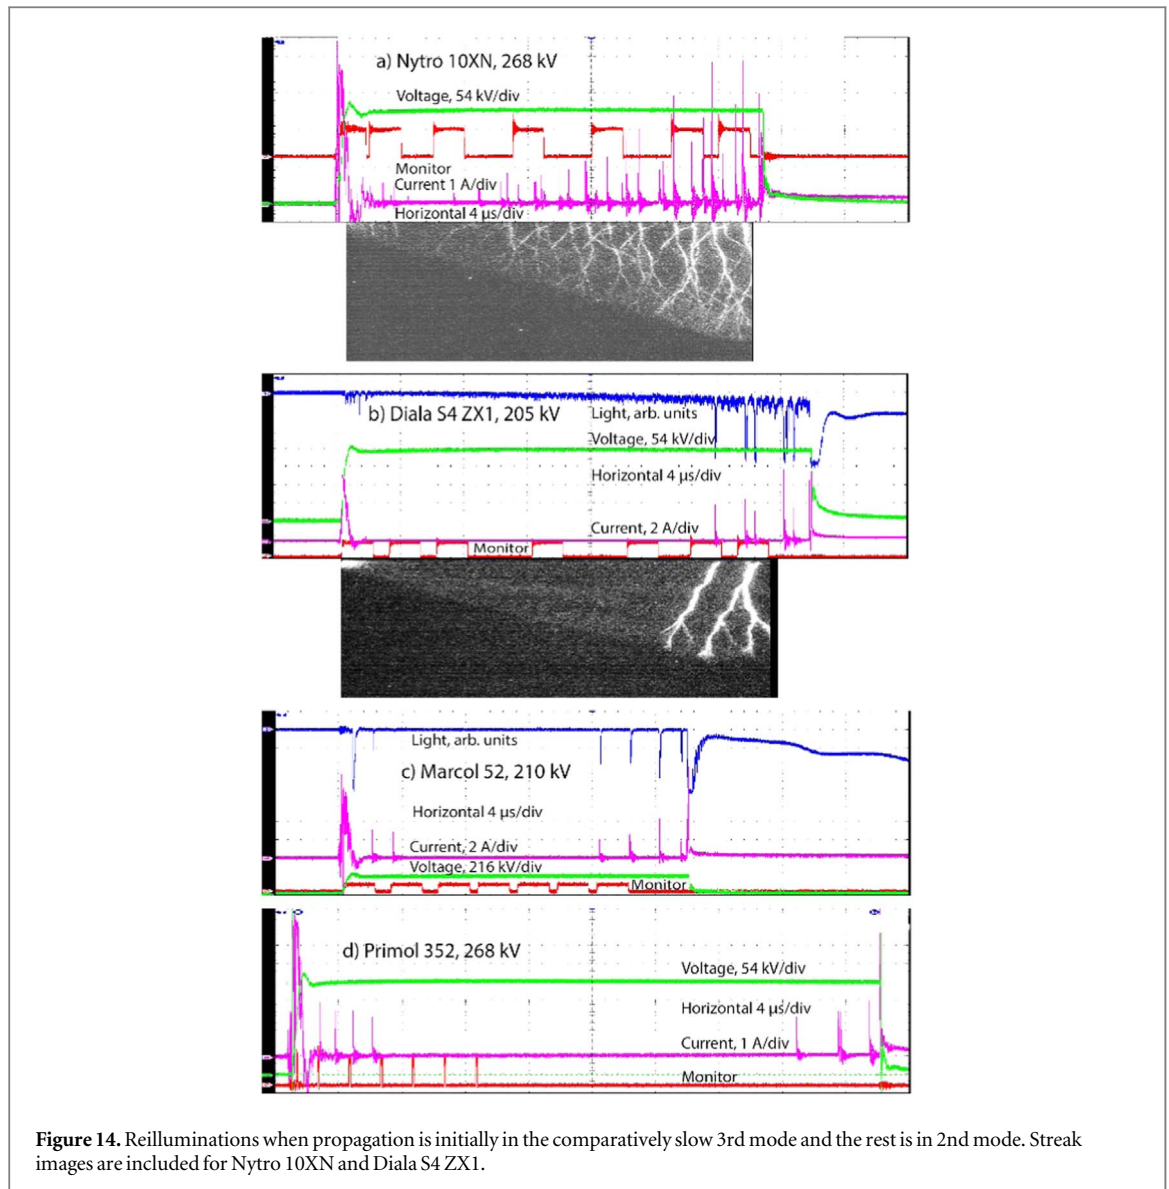 a) Nytro 10XN, 268 kV
Voltage, 54 kV/div
Monitor
Current 1 A/div
Horizontal 4 µs/div
b) Diala S4 ZX1, 205 kV
Light, arb. units
Voltage, 54 kV/div
Horizontal 4 µs/div
Current, 2 A/div
Monitor
Light, arb. units
c) Marcol 52, 210 kV
Horizontal 4 µs/div
Current, 2 A/div
Voltage, 216 kV/div
Monitor
d) Primol 352, 268 kV
Voltage, 54 kV/div
Horizontal 4 µs/div
Current, 1 A/div
Monitor
Figure 14. Reilluminations when propagation is initially in the comparatively slow 3rd mode and the rest is in 2nd mode. Streak
images are included for Nytro 10XN and Diala S4 ZX1.